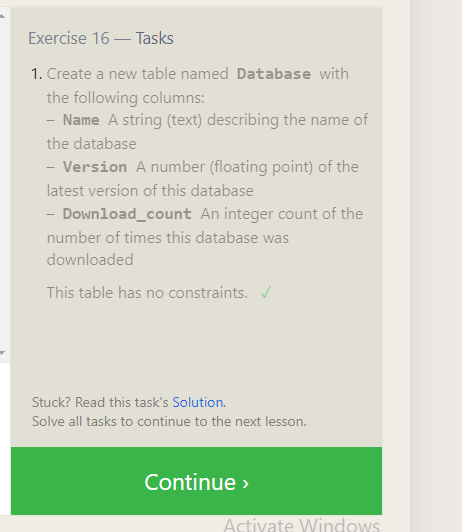 Exercise 16 — Tasks
1. Create a new table named Database with
the following columns:
– Name A string (text) describing the name of
the database
– Version A number (floating point) of the
latest version of this database
– Download_count An integer count of the
number of times this database was
downloaded
This table has no constraints. ✓
Stuck? Read this task's Solution.
Solve all tasks to continue to the next lesson.
Continue ›
Activate Windows